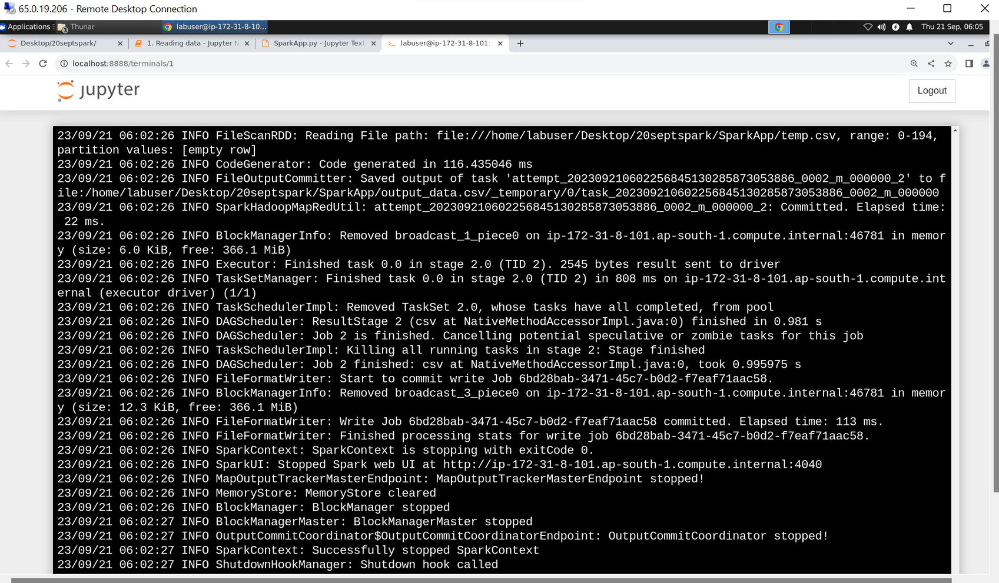 65.0.19.206 - Remote Desktop Connection
Applications Thunar labuser@ip-172-31-8-10... Thu 21 Sep, 06:05
Desktop/20septspark/ 1. Reading data - Jupyter N SparkApp.py - Jupyter Text labuser@ip-172-31-8-101:
localhost:8888/terminals/1
jupyter
Logout
23/09/21 06:02:26 INFO FileScanRDD: Reading File path: file:///home/labuser/Desktop/20septspark/SparkApp/temp.csv, range: 0-194,
partition values: [empty row]
23/09/21 06:02:26 INFO CodeGenerator: Code generated in 116.435046 ms
23/09/21 06:02:26 INFO FileOutputCommitter: Saved output of task 'attempt_202309210602256845130285873053886_0002_m_000000_2' to f
ile:/home/labuser/Desktop/20septspark/SparkApp/output_data.csv/_temporary/0/task_202309210602256845130285873053886_0002_m_000000
23/09/21 06:02:26 INFO SparkHadoopMapRedUtil: attempt_202309210602256845130285873053886_0002_m_000000_2: Committed. Elapsed time:
22 ms.
23/09/21 06:02:26 INFO BlockManagerInfo: Removed broadcast_1_piece0 on ip-172-31-8-101.ap-south-1.compute.internal:46781 in memor
y (size: 6.0 KiB, free: 366.1 MiB)
23/09/21 06:02:26 INFO Executor: Finished task 0.0 in stage 2.0 (TID 2). 2545 bytes result sent to driver
23/09/21 06:02:26 INFO TaskSetManager: Finished task 0.0 in stage 2.0 (TID 2) in 808 ms on ip-172-31-8-101.ap-south-1.compute.int
ernal (executor driver) (1/1)
23/09/21 06:02:26 INFO TaskSchedulerImpl: Removed TaskSet 2.0, whose tasks have all completed, from pool
23/09/21 06:02:26 INFO DAGScheduler: ResultStage 2 (csv at NativeMethodAccessorImpl.java:0) finished in 0.981 s
23/09/21 06:02:26 INFO DAGScheduler: Job 2 is finished. Cancelling potential speculative or zombie tasks for this job
23/09/21 06:02:26 INFO TaskSchedulerImpl: Killing all running tasks in stage 2: Stage finished
23/09/21 06:02:26 INFO DAGScheduler: Job 2 finished: csv at NativeMethodAccessorImpl.java:0, took 0.995975 s
23/09/21 06:02:26 INFO FileFormatWriter: Start to commit write Job 6bd28bab-3471-45c7-b0d2-f7eaf71aac58.
23/09/21 06:02:26 INFO BlockManagerInfo: Removed broadcast_3_piece0 on ip-172-31-8-101.ap-south-1.compute.internal:46781 in memor
y (size: 12.3 KiB, free: 366.1 MiB)
23/09/21 06:02:26 INFO FileFormatWriter: Write Job 6bd28bab-3471-45c7-b0d2-f7eaf71aac58 committed. Elapsed time: 113 ms.
23/09/21 06:02:26 INFO FileFormatWriter: Finished processing stats for write job 6bd28bab-3471-45c7-b0d2-f7eaf71aac58.
23/09/21 06:02:26 INFO SparkContext: SparkContext is stopping with exitCode 0.
23/09/21 06:02:26 INFO SparkUI: Stopped Spark web UI at http://ip-172-31-8-101.ap-south-1.compute.internal:4040
23/09/21 06:02:26 INFO MapOutputTrackerMasterEndpoint: MapOutputTrackerMasterEndpoint stopped!
23/09/21 06:02:26 INFO MemoryStore: MemoryStore cleared
23/09/21 06:02:26 INFO BlockManager: BlockManager stopped
23/09/21 06:02:27 INFO BlockManagerMaster: BlockManagerMaster stopped
23/09/21 06:02:27 INFO OutputCommitCoordinator$OutputCommitCoordinatorEndpoint: OutputCommitCoordinator stopped!
23/09/21 06:02:27 INFO SparkContext: Successfully stopped SparkContext
23/09/21 06:02:27 INFO ShutdownHookManager: Shutdown hook called